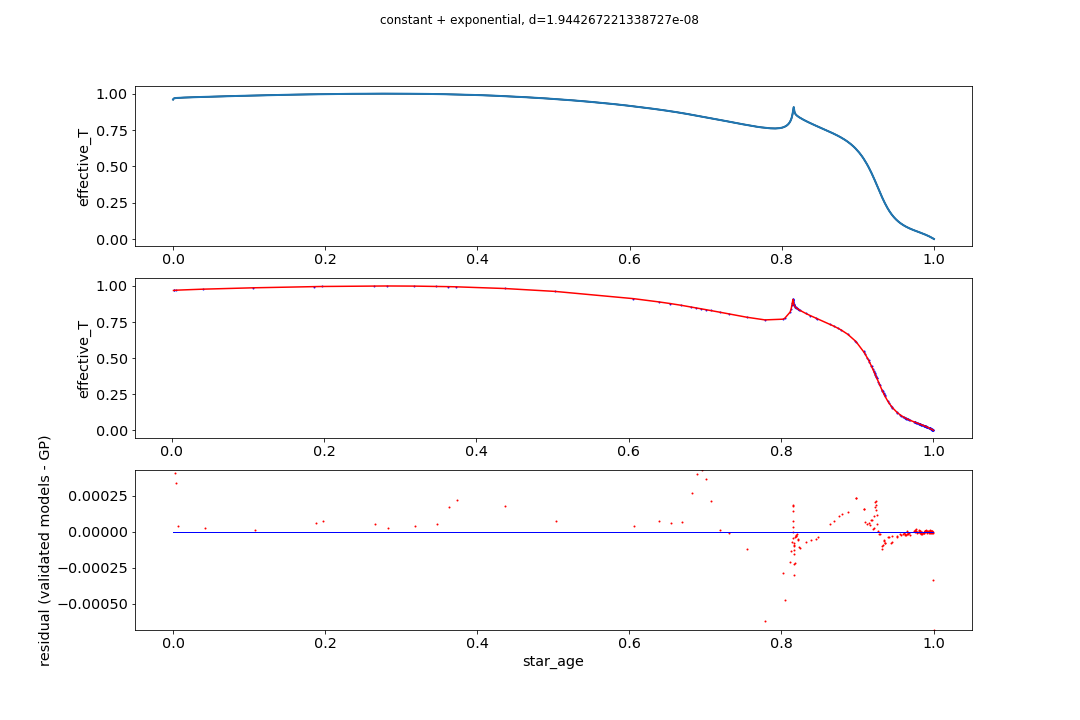 constant + exponential, d=1.944267221338727e-08
effective_T
1.00
0.75
0.50
0.25
0.00
0.0 0.2 0.4 0.6 0.8 1.0
effective_T
1.00
0.75
0.50
0.25
0.00
0.0 0.2 0.4 0.6 0.8 1.0
residual (validated models - GP)
0.00025
0.00000
−0.00025
−0.00050
0.0 0.2 0.4 0.6 0.8 1.0
star_age